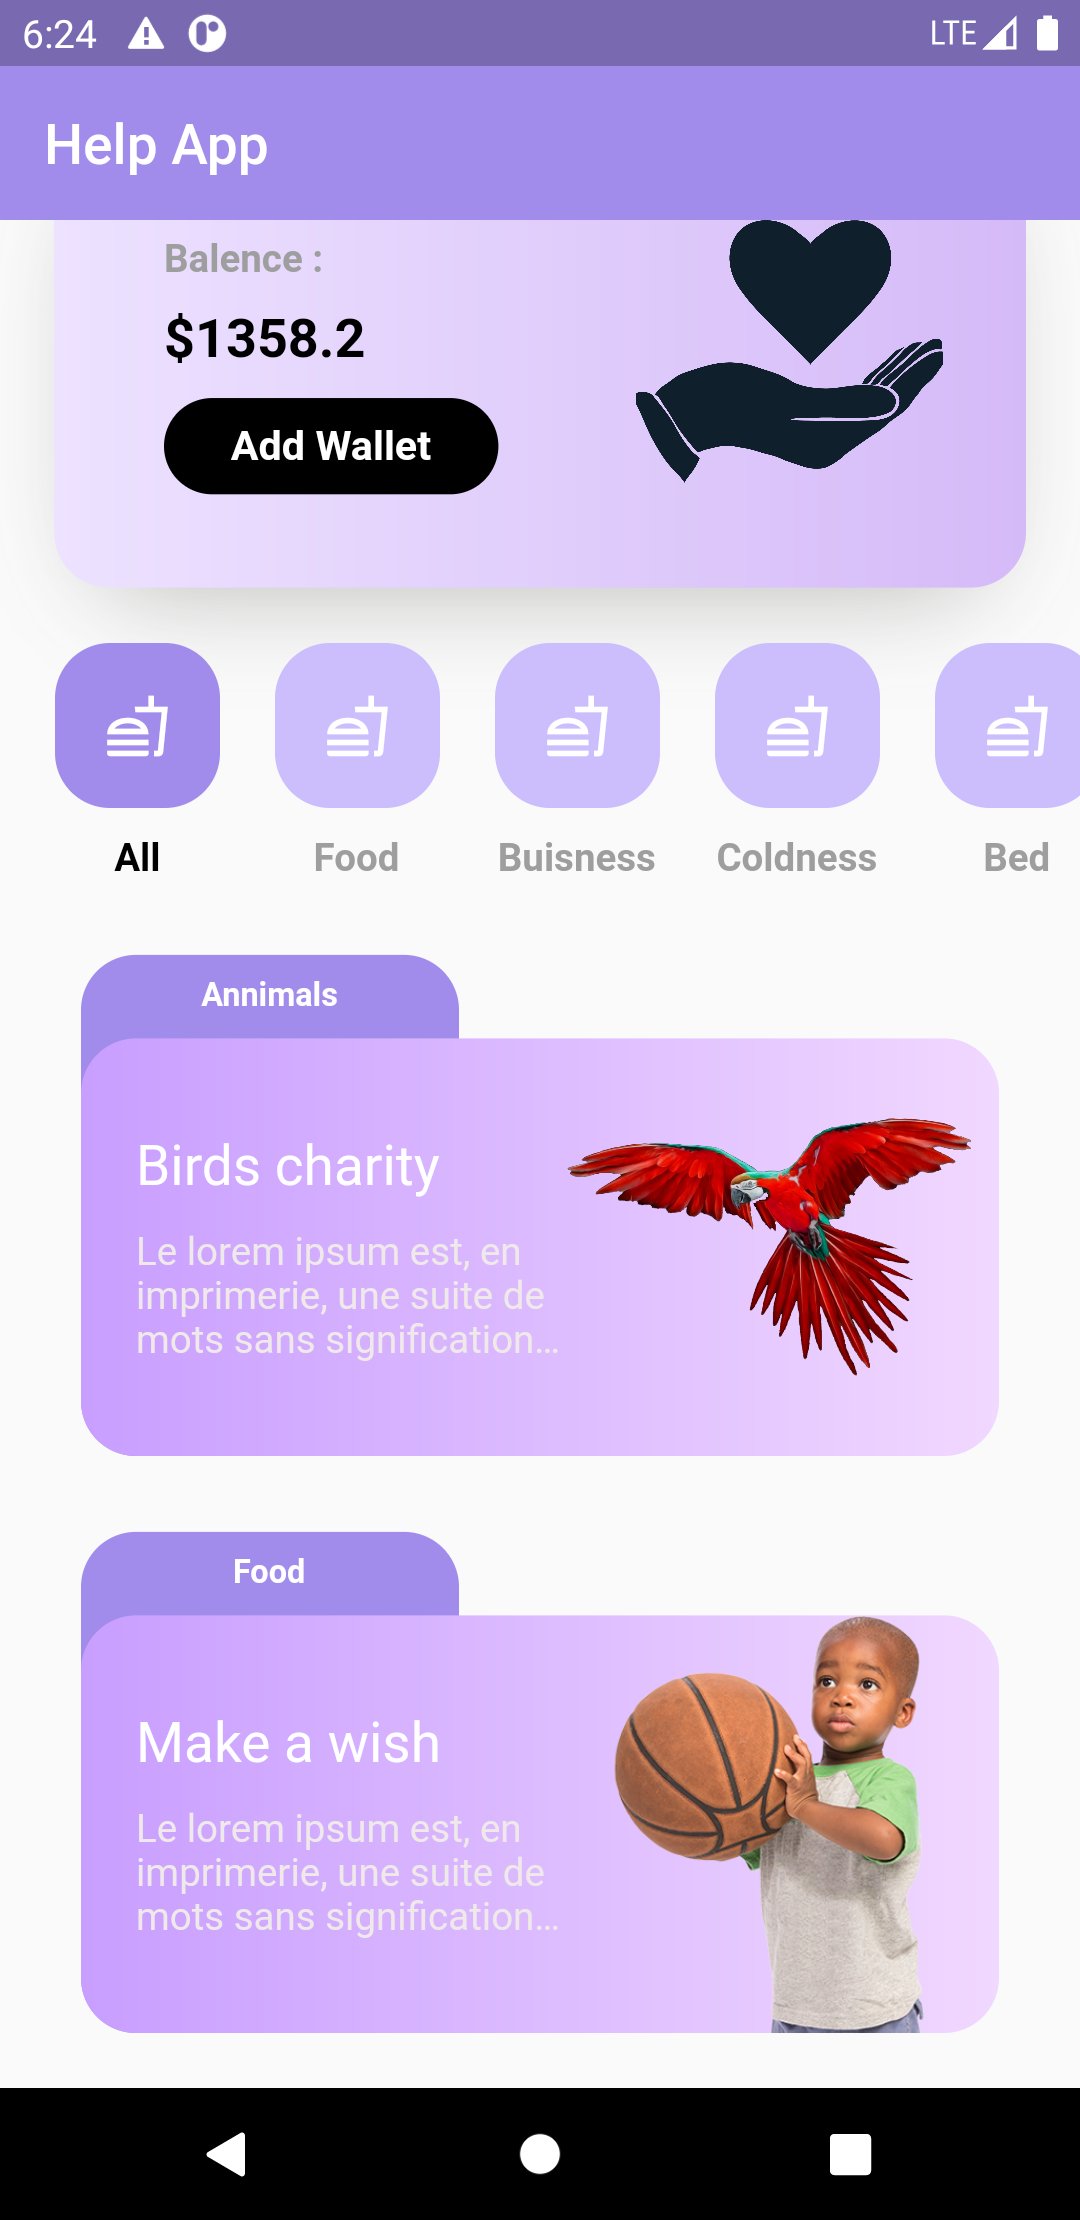 6:24
LTE
Help App
Balence :
$1358.2
Add Wallet
All
Food
Buisness
Coldness
Bed
Annimals
Birds charity
Le lorem ipsum est, en
imprimerie, une suite de
mots sans signification...
Food
Make a wish
Le lorem ipsum est, en
imprimerie, une suite de
mots sans signification...